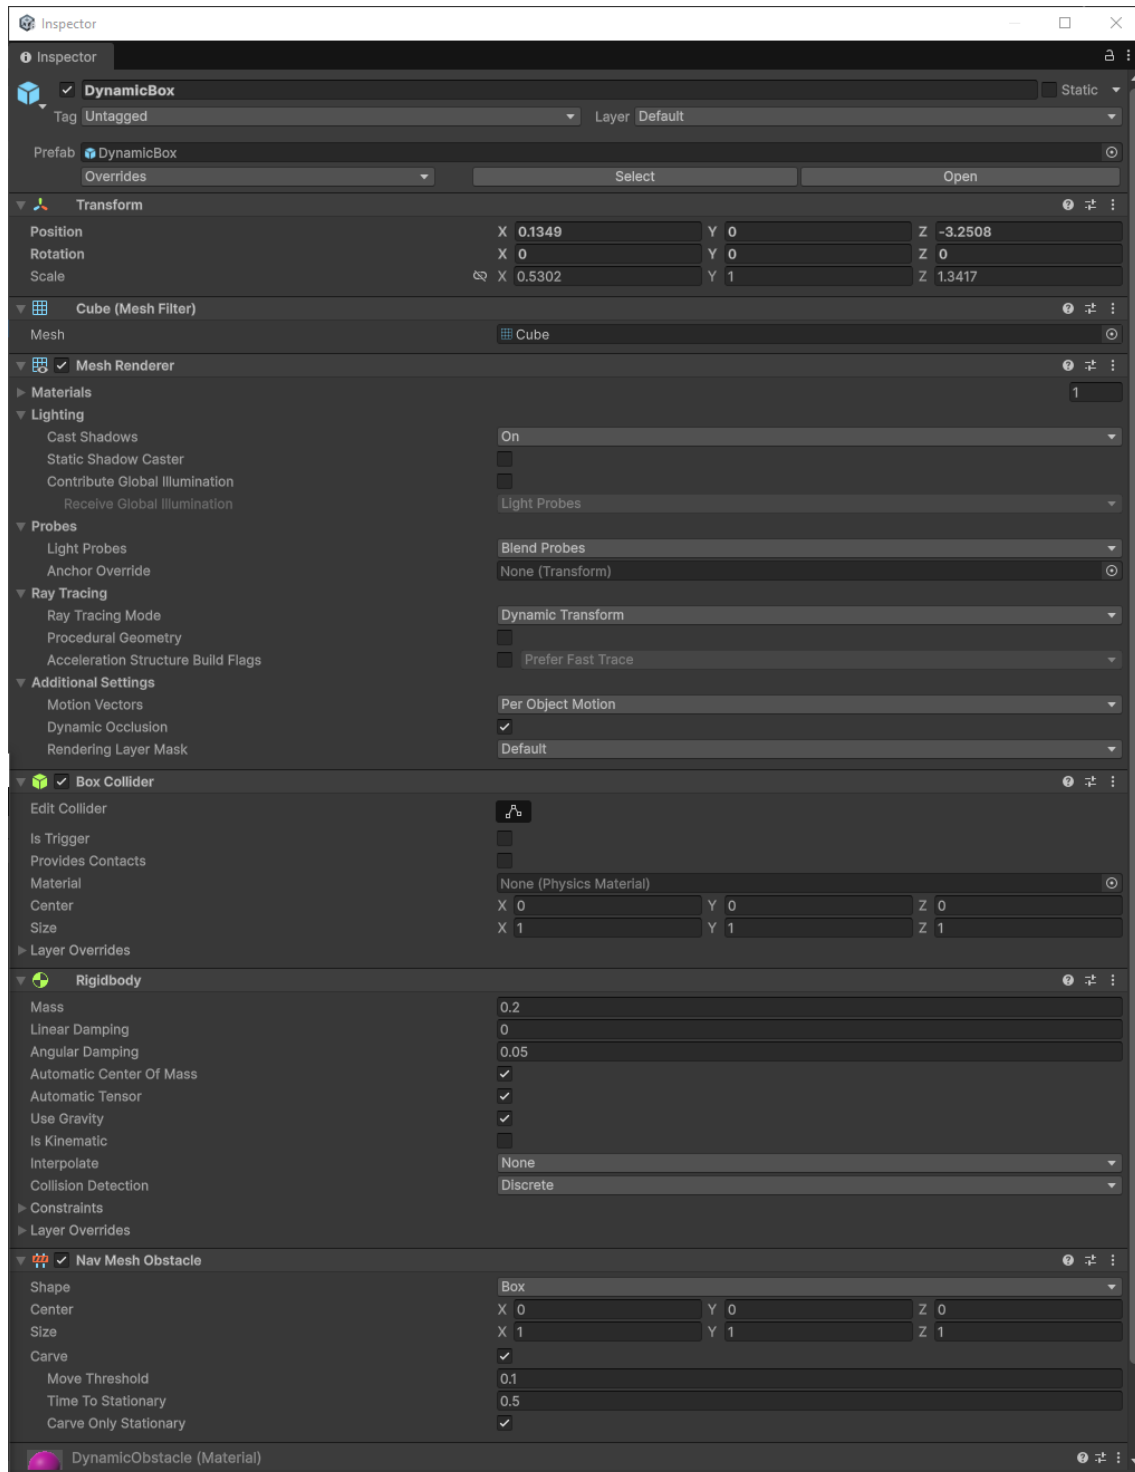 Inspector
Inspector
DynamicBox Static
Tag Untagged Layer Default
Prefab DynamicBox
Overrides Select Open
Transform
Position X 0.1349 Y 0 Z -3.2508
Rotation X 0 Y 0 Z 0
Scale X 0.5302 Y 1 Z 1.3417
Cube (Mesh Filter)
Mesh Cube
Mesh Renderer
Materials 1
Lighting
Cast Shadows On
Static Shadow Caster
Contribute Global Illumination
Receive Global Illumination Light Probes
Probes
Light Probes Blend Probes
Anchor Override None (Transform)
Ray Tracing
Ray Tracing Mode Dynamic Transform
Procedural Geometry
Acceleration Structure Build Flags Prefer Fast Trace
Additional Settings
Motion Vectors Per Object Motion
Dynamic Occlusion
Rendering Layer Mask Default
Box Collider
Edit Collider
Is Trigger
Provides Contacts
Material None (Physics Material)
Center X 0 Y 0 Z 0
Size X 1 Y 1 Z 1
Layer Overrides
Rigidbody
Mass 0.2
Linear Damping 0
Angular Damping 0.05
Automatic Center Of Mass
Automatic Tensor
Use Gravity
Is Kinematic
Interpolate None
Collision Detection Discrete
Constraints
Layer Overrides
Nav Mesh Obstacle
Shape Box
Center X 0 Y 0 Z 0
Size X 1 Y 1 Z 1
Carve
Move Threshold 0.1
Time To Stationary 0.5
Carve Only Stationary
DynamicObstacle (Material)